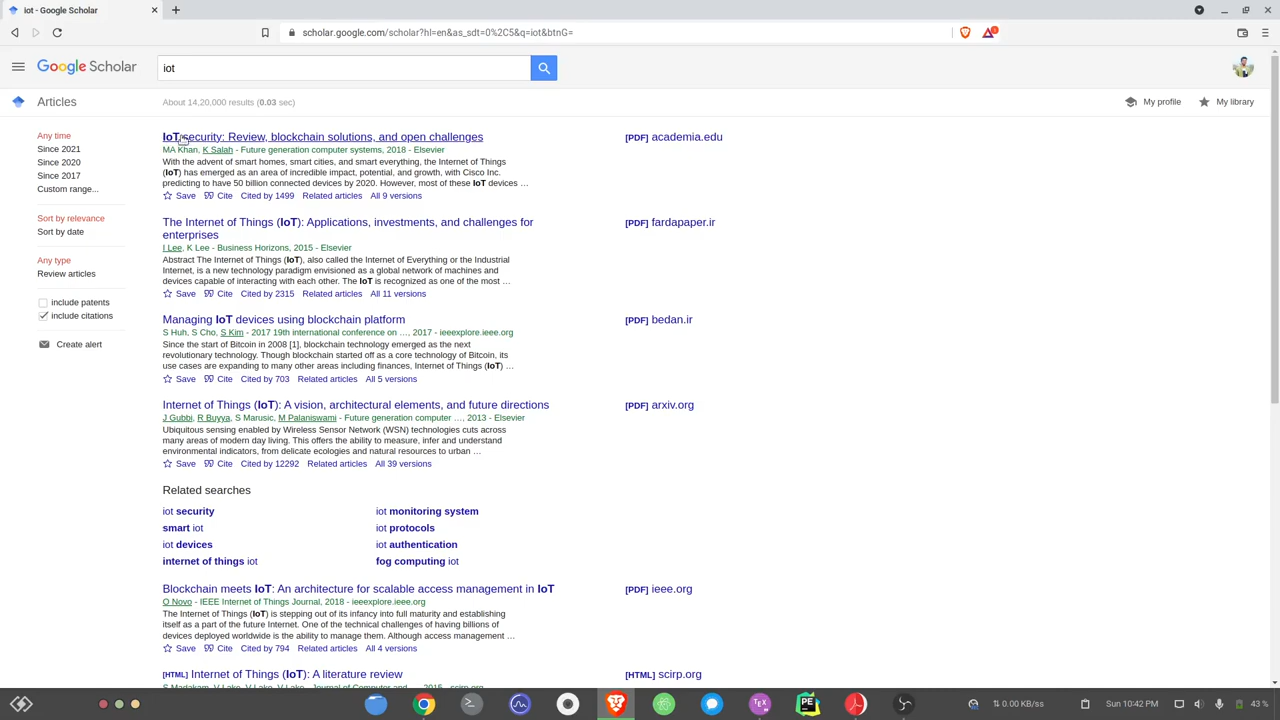 iot - Google Scholar
scholar.google.com/scholar?hl=en&as_sdt=0%2C5&q=iot&btnG=
Google Scholar
iot
Articles
About 14,20,000 results (0.03 sec)
My profile
My library
Any time
Since 2021
Since 2020
Since 2017
Custom range...
Sort by relevance
Sort by date
Any type
Review articles
include patents
include citations
Create alert
IoT security: Review, blockchain solutions, and open challenges
MA Khan, K Salah - Future generation computer systems, 2018 - Elsevier
With the advent of smart homes, smart cities, and smart everything, the Internet of Things
(IoT) has emerged as an area of incredible impact, potential, and growth, with Cisco Inc.
predicting to have 50 billion connected devices by 2020. However, most of these IoT devices …
Save Cite Cited by 1499 Related articles All 9 versions
[PDF] academia.edu
The Internet of Things (IoT): Applications, investments, and challenges for
enterprises
I Lee, K Lee - Business Horizons, 2015 - Elsevier
Abstract The Internet of Things (IoT), also called the Internet of Everything or the Industrial
Internet, is a new technology paradigm envisioned as a global network of machines and
devices capable of interacting with each other. The IoT is recognized as one of the most …
Save Cite Cited by 2315 Related articles All 11 versions
[PDF] fardapaper.ir
Managing IoT devices using blockchain platform
S Huh, S Cho, S Kim - 2017 19th international conference on …, 2017 - ieeexplore.ieee.org
Since the start of Bitcoin in 2008 [1], blockchain technology emerged as the next
revolutionary technology. Though blockchain started off as a core technology of Bitcoin, its
use cases are expanding to many other areas including finances, Internet of Things (IoT) …
Save Cite Cited by 703 Related articles All 5 versions
[PDF] bedan.ir
Internet of Things (IoT): A vision, architectural elements, and future directions
J Gubbi, R Buyya, S Marusic, M Palaniswami - Future generation computer …, 2013 - Elsevier
Ubiquitous sensing enabled by Wireless Sensor Network (WSN) technologies cuts across
many areas of modern day living. This offers the ability to measure, infer and understand
environmental indicators, from delicate ecologies and natural resources to urban …
Save Cite Cited by 12292 Related articles All 39 versions
[PDF] arxiv.org
Related searches
iot security
smart iot
iot devices
internet of things iot
iot monitoring system
iot protocols
iot authentication
fog computing iot
Blockchain meets IoT: An architecture for scalable access management in IoT
O Novo - IEEE Internet of Things Journal, 2018 - ieeexplore.ieee.org
The Internet of Things (IoT) is stepping out of its infancy into full maturity and establishing
itself as a part of the future Internet. One of the technical challenges of having billions of
devices deployed worldwide is the ability to manage them. Although access management …
Save Cite Cited by 794 Related articles All 4 versions
[PDF] ieee.org
[HTML] Internet of Things (IoT): A literature review
[HTML] scirp.org
0.00 KB/ss
Sun 10:42 PM
43 %